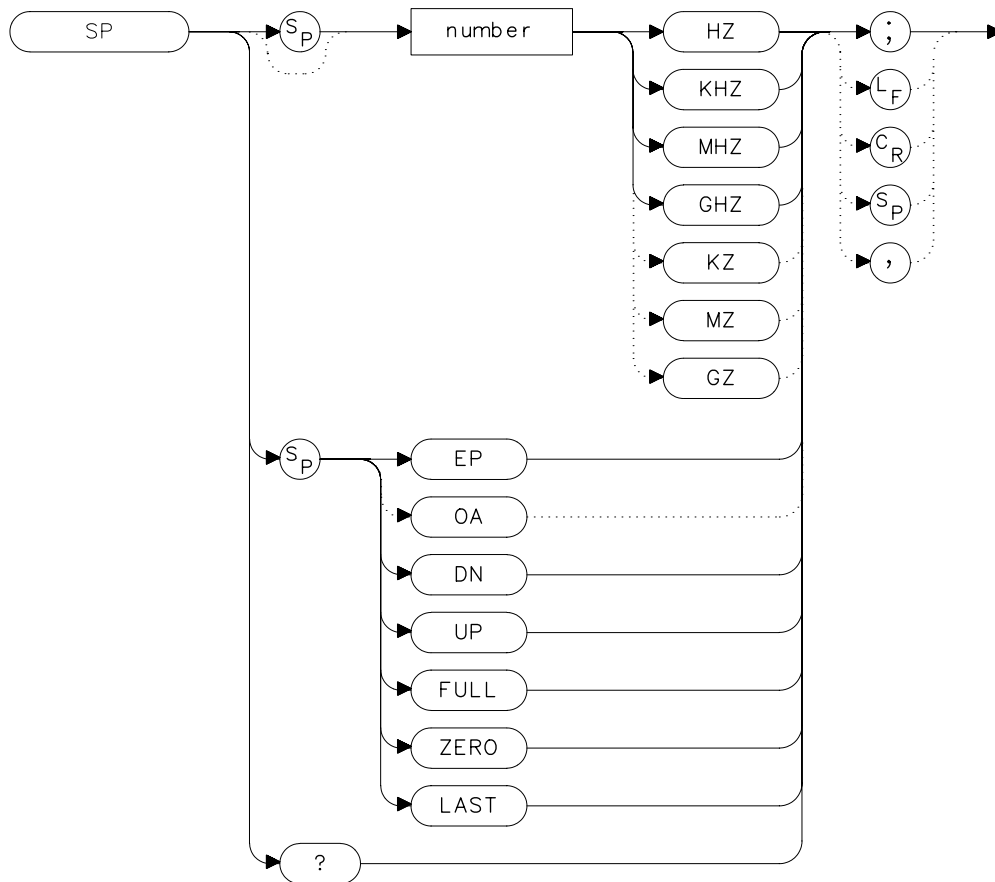 SP
SP
number
HZ
;
KHZ
LF
MHZ
CR
GHZ
SP
KZ
,
MZ
GZ
SP
EP
OA
DN
UP
FULL
ZERO
LAST
?